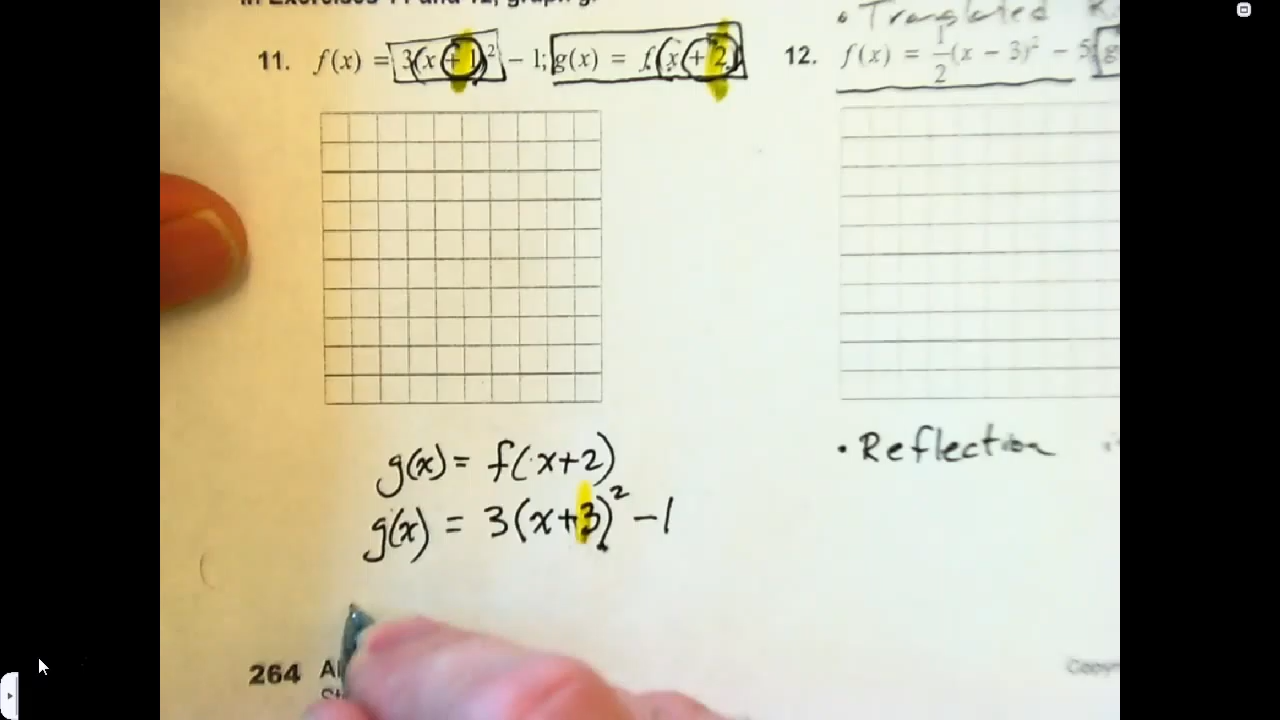 11. f(x) = 3(x + 1)² − 1; g(x) = f(x + 2)
• Translated
12. f(x) = 1/2(x − 3)² − 5
g(x) = f(x+2)
g(x) = 3(x+3)² −1
• Reflection
264